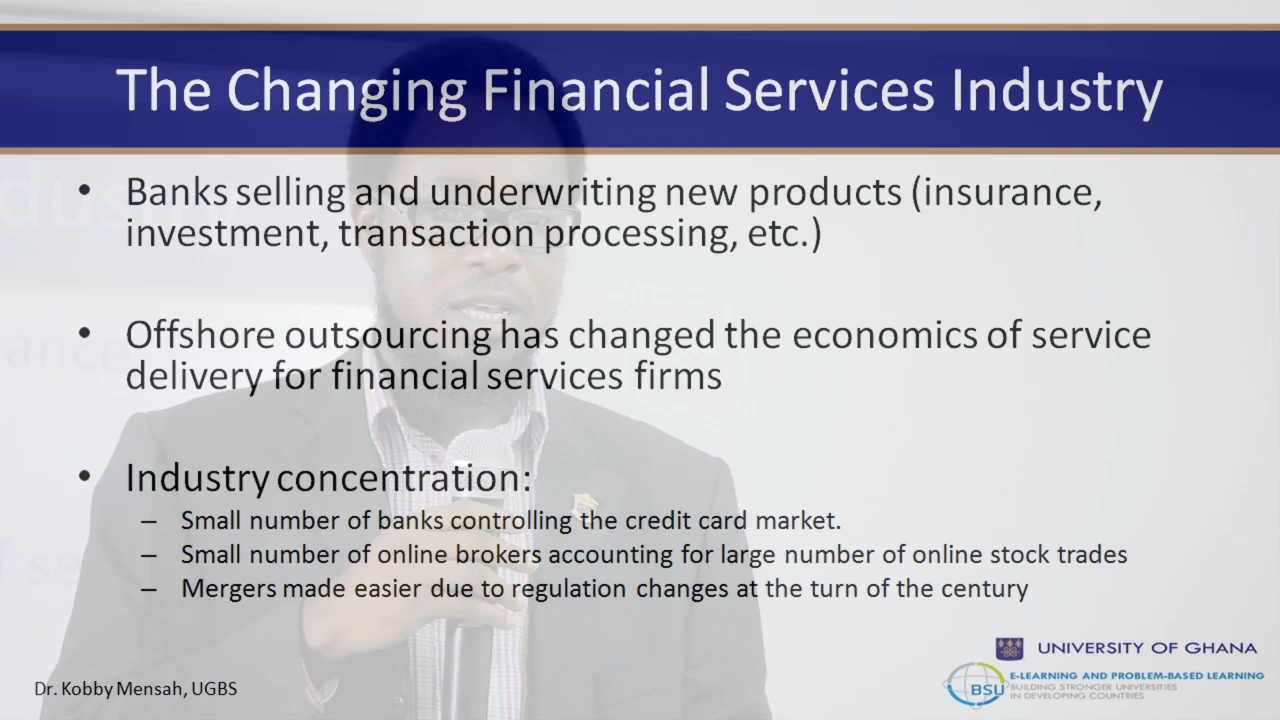 The Changing Financial Services Industry
• Banks selling and underwriting new products (insurance,
investment, transaction processing, etc.)
• Offshore outsourcing has changed the economics of service
delivery for financial services firms
• Industry concentration:
– Small number of banks controlling the credit card market.
– Small number of online brokers accounting for large number of online stock trades
– Mergers made easier due to regulation changes at the turn of the century
UNIVERSITY OF GHANA
BSU
E-LEARNING AND PROBLEM-BASED LEARNING
BUILDING STRONGER UNIVERSITIES
IN DEVELOPING COUNTRIES
Dr. Kobby Mensah, UGBS